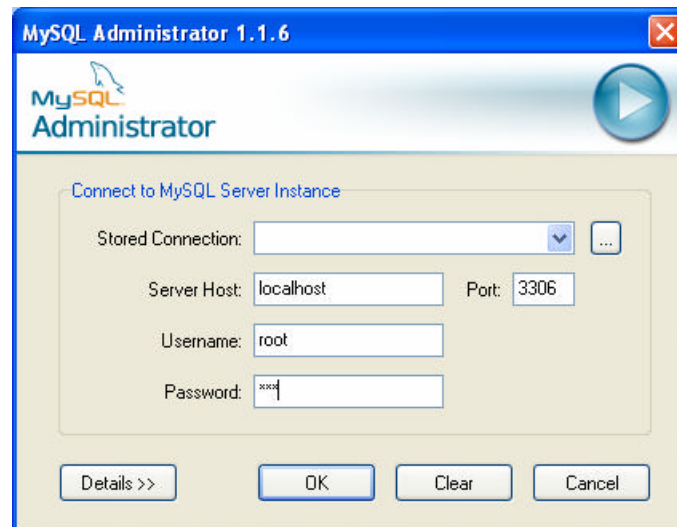 MySQL Administrator 1.1.6
MySQL
Administrator
Connect to MySQL Server Instance
Stored Connection:
...
Server Host: localhost Port: 3306
Username: root
Password: ***
Details >> OK Clear Cancel